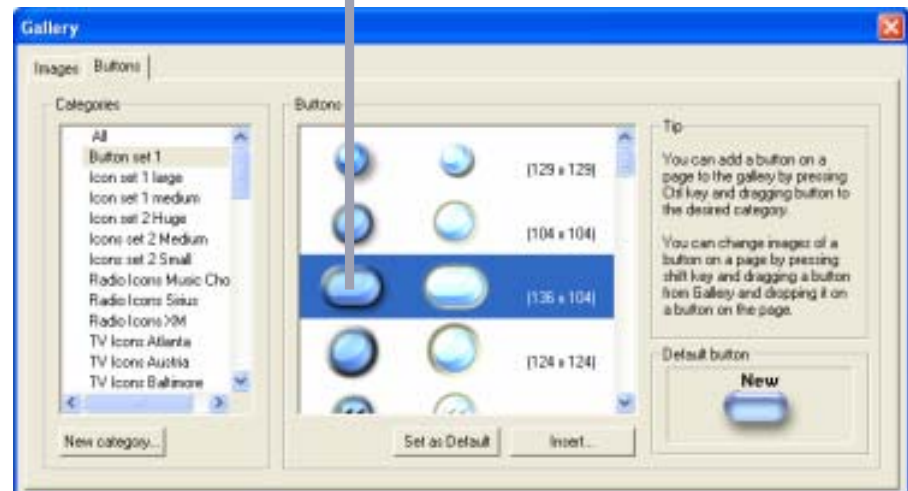 Gallery
Images Buttons
Categories
All
Button set 1
Icon set 1 large
Icon set 1 medium
Icon set 2 Huge
Icons set 2 Medium
Icons set 2 Small
Radio Icons Music Cho
Radio Icons Sirius
Radio Icons XM
TV Icons Atlanta
TV Icons Austria
TV Icons Baltimore
New category...
Buttons
(129 x 129)
(104 x 104)
(136 x 104)
(124 x 124)
Set as Default
Insert...
Tip
You can add a button on a
page to the gallery by pressing
Ctrl key and dragging button to
the desired category.
You can change images of a
button on a page by pressing
shift key and dragging a button
from Gallery and dropping it on
a button on the page.
Default button
New